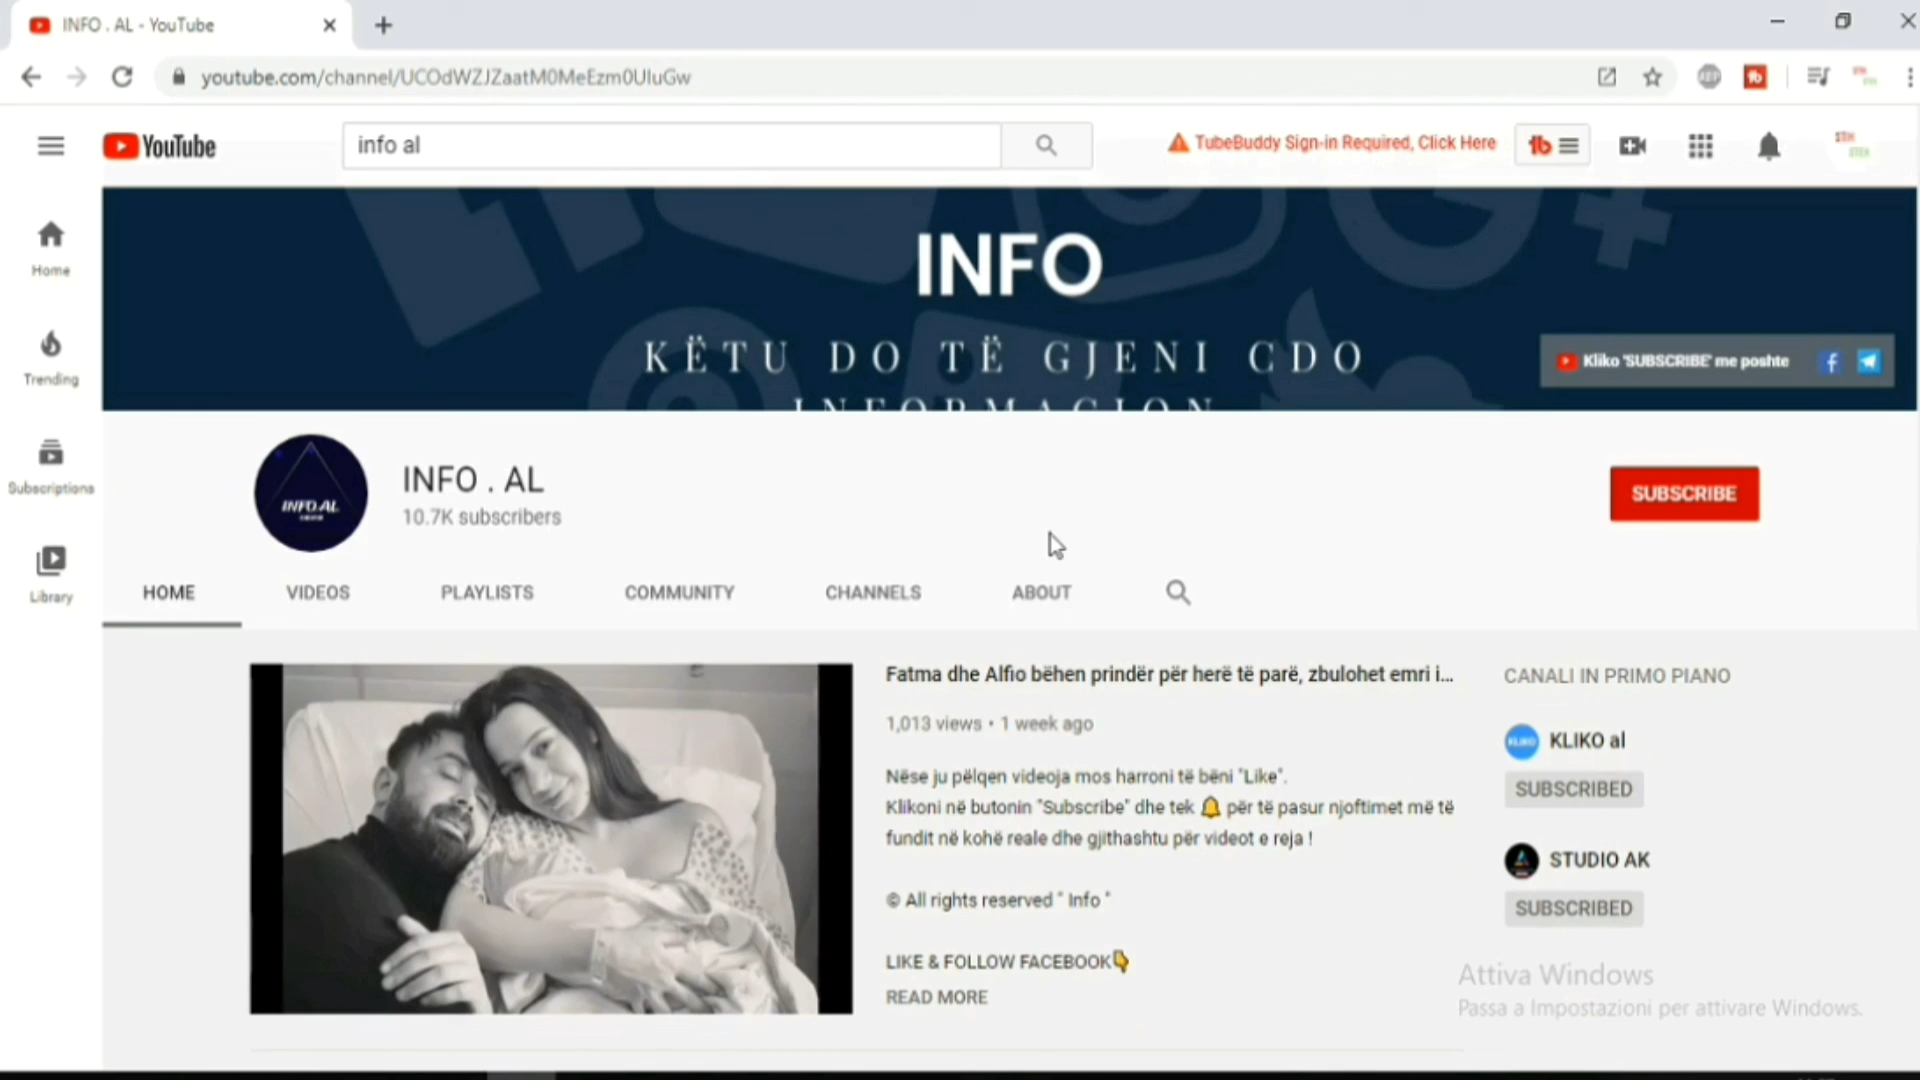 INFO . AL - YouTube
youtube.com/channel/UCOdWZJZaatM0MeEzm0UIuGw
YouTube
info al
TubeBuddy Sign-in Required, Click Here
Home
Trending
Subscriptions
Library
INFO
KËTU DO TË GJENI CDO
INFORMACION
Kliko 'SUBSCRIBE' me poshte
INFO.AL
INFO . AL
10.7K subscribers
SUBSCRIBE
HOME
VIDEOS
PLAYLISTS
COMMUNITY
CHANNELS
ABOUT
Fatma dhe Alfio bëhen prindër për herë të parë, zbulohet emri i...
1,013 views • 1 week ago
Nëse ju pëlqen videoja mos harroni të bëni "Like".
Klikoni në butonin "Subscribe" dhe tek 🔔 për të pasur njoftimet më të
fundit në kohë reale dhe gjithashtu për videot e reja !
© All rights reserved " Info "
LIKE & FOLLOW FACEBOOK👇
READ MORE
CANALI IN PRIMO PIANO
KLIKO
KLIKO al
SUBSCRIBED
STUDIO AK
SUBSCRIBED
Attiva Windows
Passa a Impostazioni per attivare Windows.